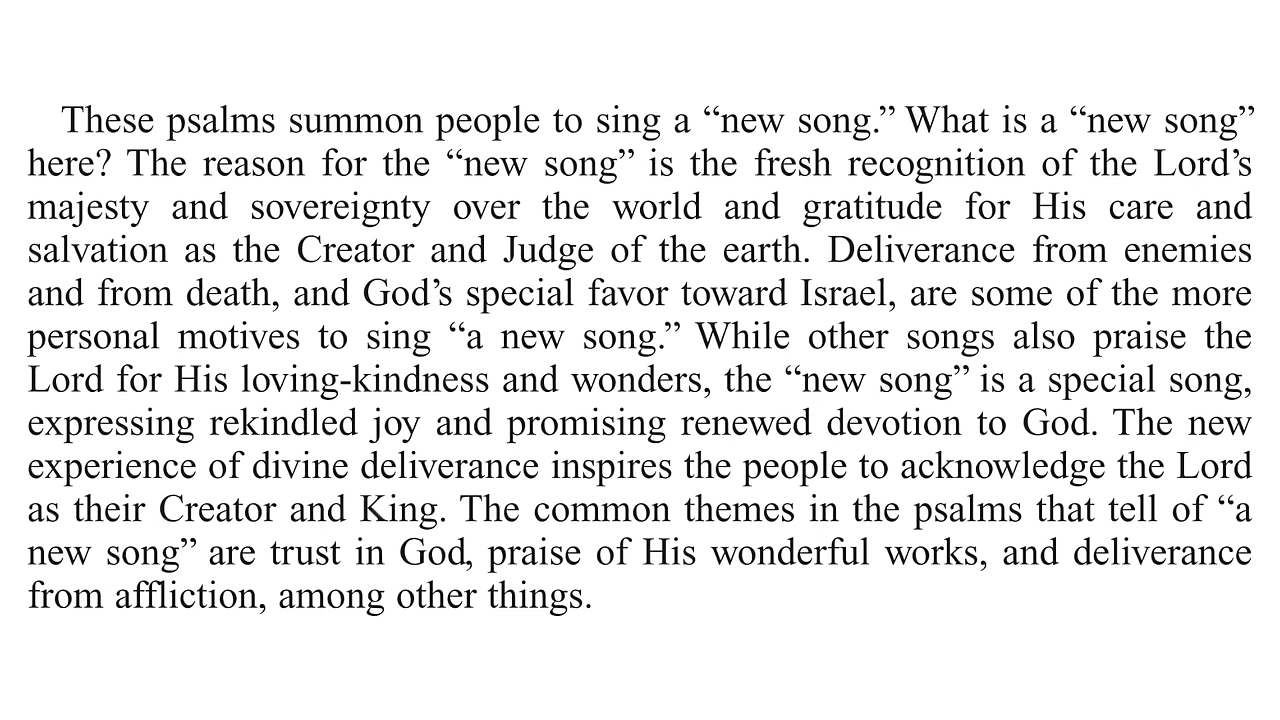 These psalms summon people to sing a “new song.” What is a “new song”
here? The reason for the “new song” is the fresh recognition of the Lord’s
majesty and sovereignty over the world and gratitude for His care and
salvation as the Creator and Judge of the earth. Deliverance from enemies
and from death, and God’s special favor toward Israel, are some of the more
personal motives to sing “a new song.” While other songs also praise the
Lord for His loving-kindness and wonders, the “new song” is a special song,
expressing rekindled joy and promising renewed devotion to God. The new
experience of divine deliverance inspires the people to acknowledge the Lord
as their Creator and King. The common themes in the psalms that tell of “a
new song” are trust in God, praise of His wonderful works, and deliverance
from affliction, among other things.